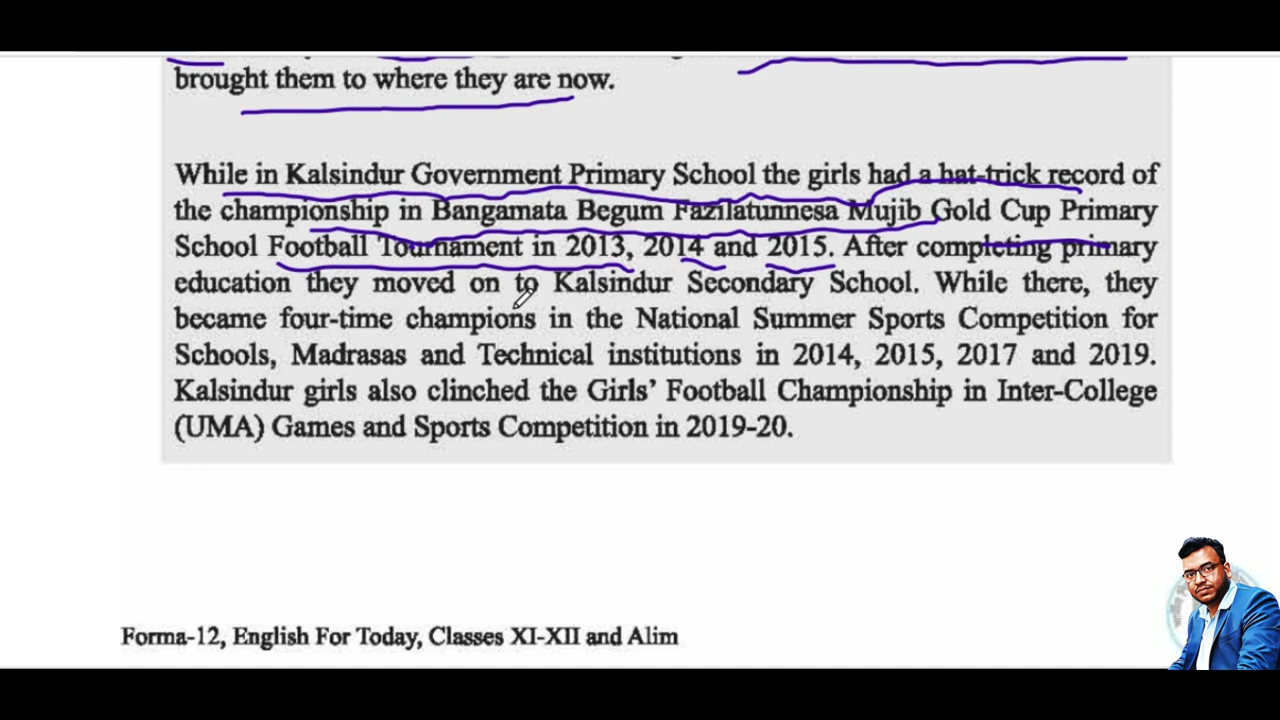 brought them to where they are now.
While in Kalsindur Government Primary School the girls had a hat-trick record of
the championship in Bangamata Begum Fazilatunnesa Mujib Gold Cup Primary
School Football Tournament in 2013, 2014 and 2015. After completing primary
education they moved on to Kalsindur Secondary School. While there, they
became four-time champions in the National Summer Sports Competition for
Schools, Madrasas and Technical institutions in 2014, 2015, 2017 and 2019.
Kalsindur girls also clinched the Girls’ Football Championship in Inter-College
(UMA) Games and Sports Competition in 2019-20.
Forma-12, English For Today, Classes XI-XII and Alim